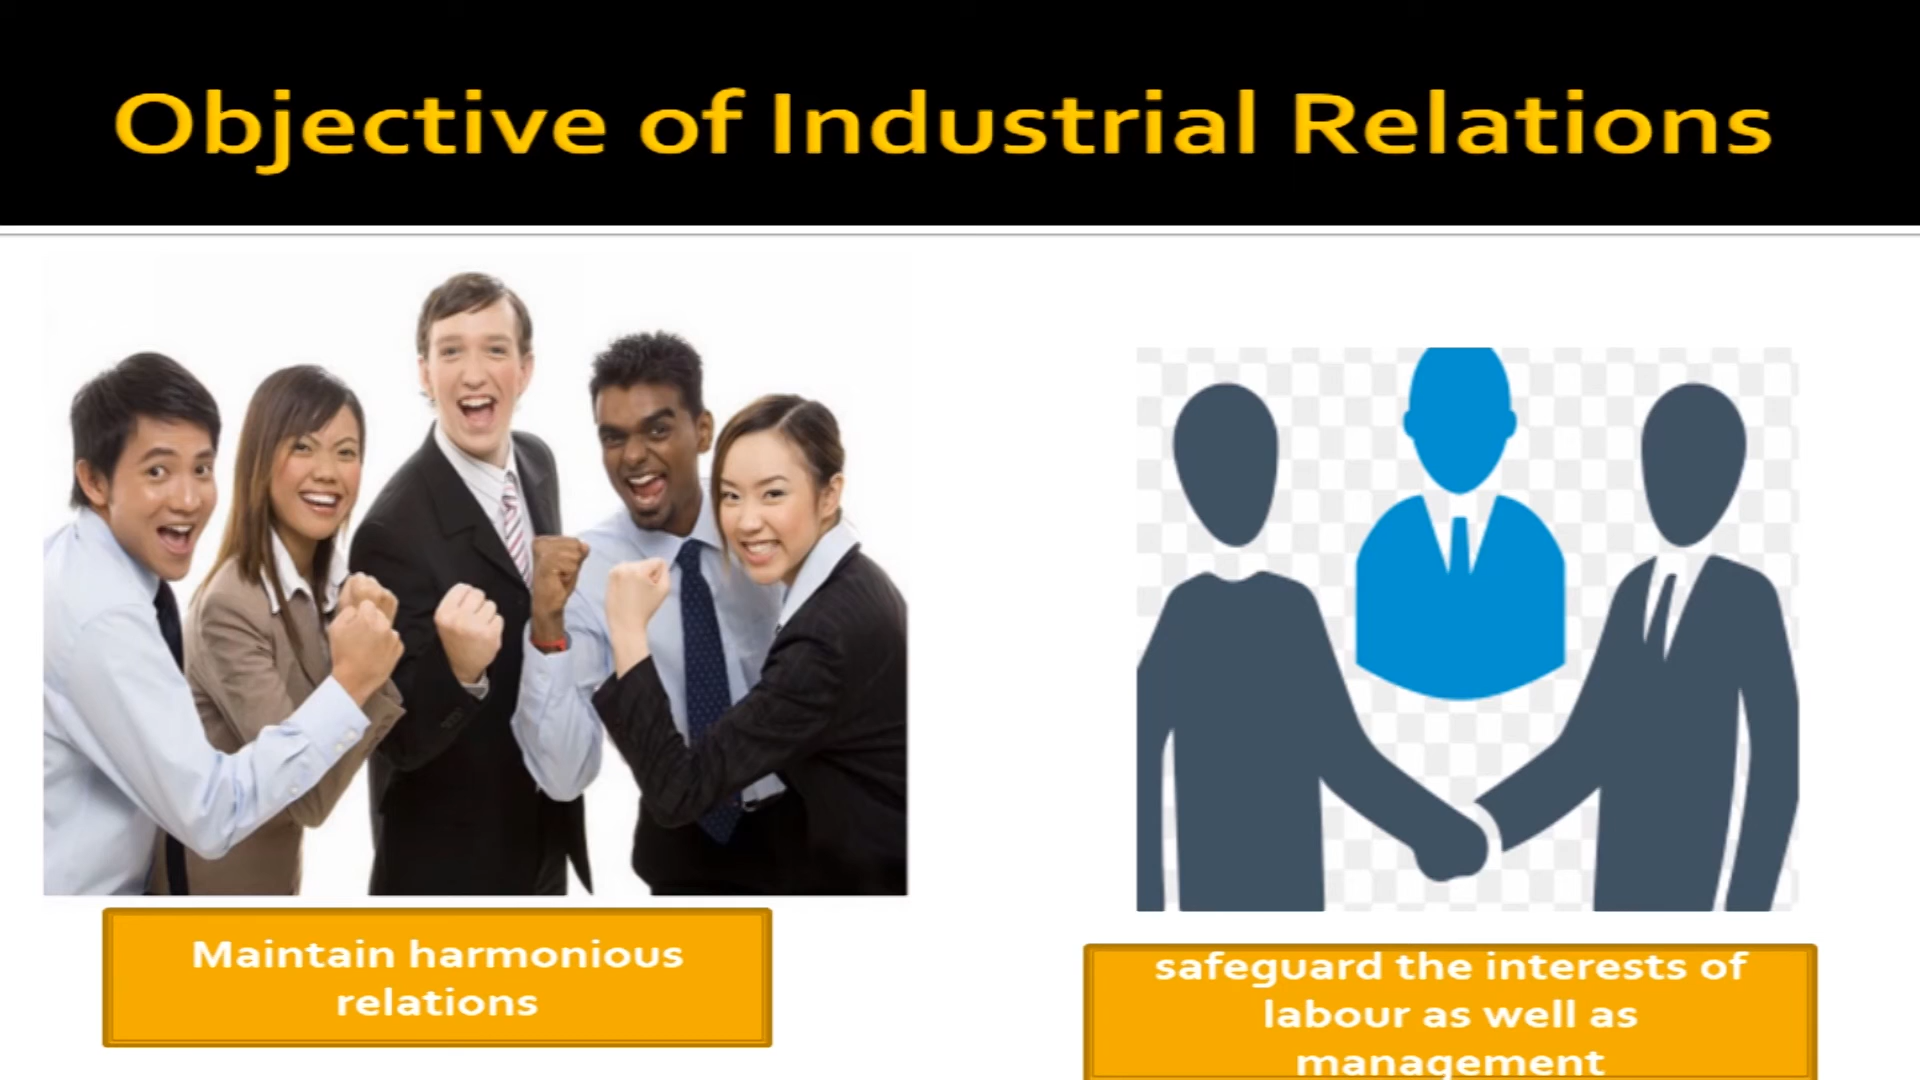 Objective of Industrial Relations
Maintain harmonious
relations
safeguard the interests of
labour as well as
management